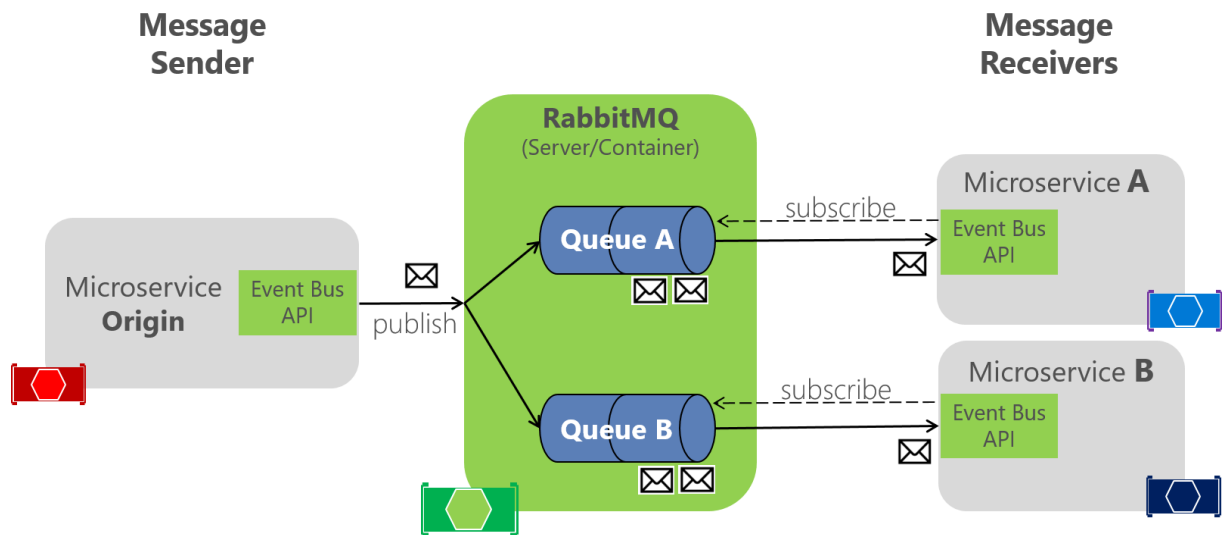 Message
Sender
Message
Receivers
RabbitMQ
(Server/Container)
Microservice
Origin
Event Bus
API
publish
Queue A
Queue B
subscribe
Microservice A
Event Bus
API
subscribe
Microservice B
Event Bus
API